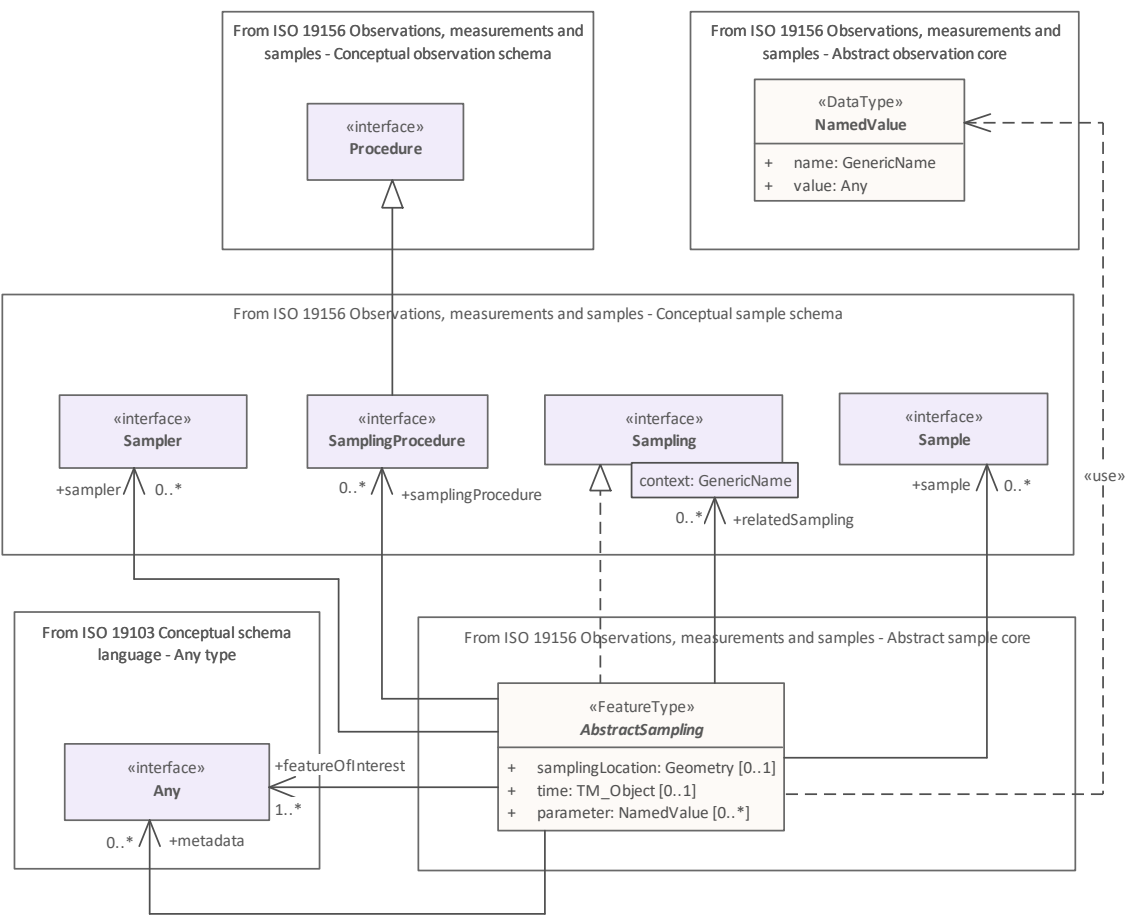 From ISO 19156 Observations, measurements and
samples - Conceptual observation schema
«interface»
Procedure
From ISO 19156 Observations, measurements and
samples - Abstract observation core
«DataType»
NamedValue
+ name: GenericName
+ value: Any
From ISO 19156 Observations, measurements and samples - Conceptual sample schema
«interface»
Sampler
«interface»
SamplingProcedure
«interface»
Sampling
context: GenericName
«interface»
Sample
+sampler
0..*
0..*
+samplingProcedure
0..*
+relatedSampling
+sample
0..*
«use»
From ISO 19103 Conceptual schema
language - Any type
«interface»
Any
+featureOfInterest
1..*
0..*
+metadata
From ISO 19156 Observations, measurements and samples - Abstract sample core
«FeatureType»
AbstractSampling
+ samplingLocation: Geometry [0..1]
+ time: TM_Object [0..1]
+ parameter: NamedValue [0..*]